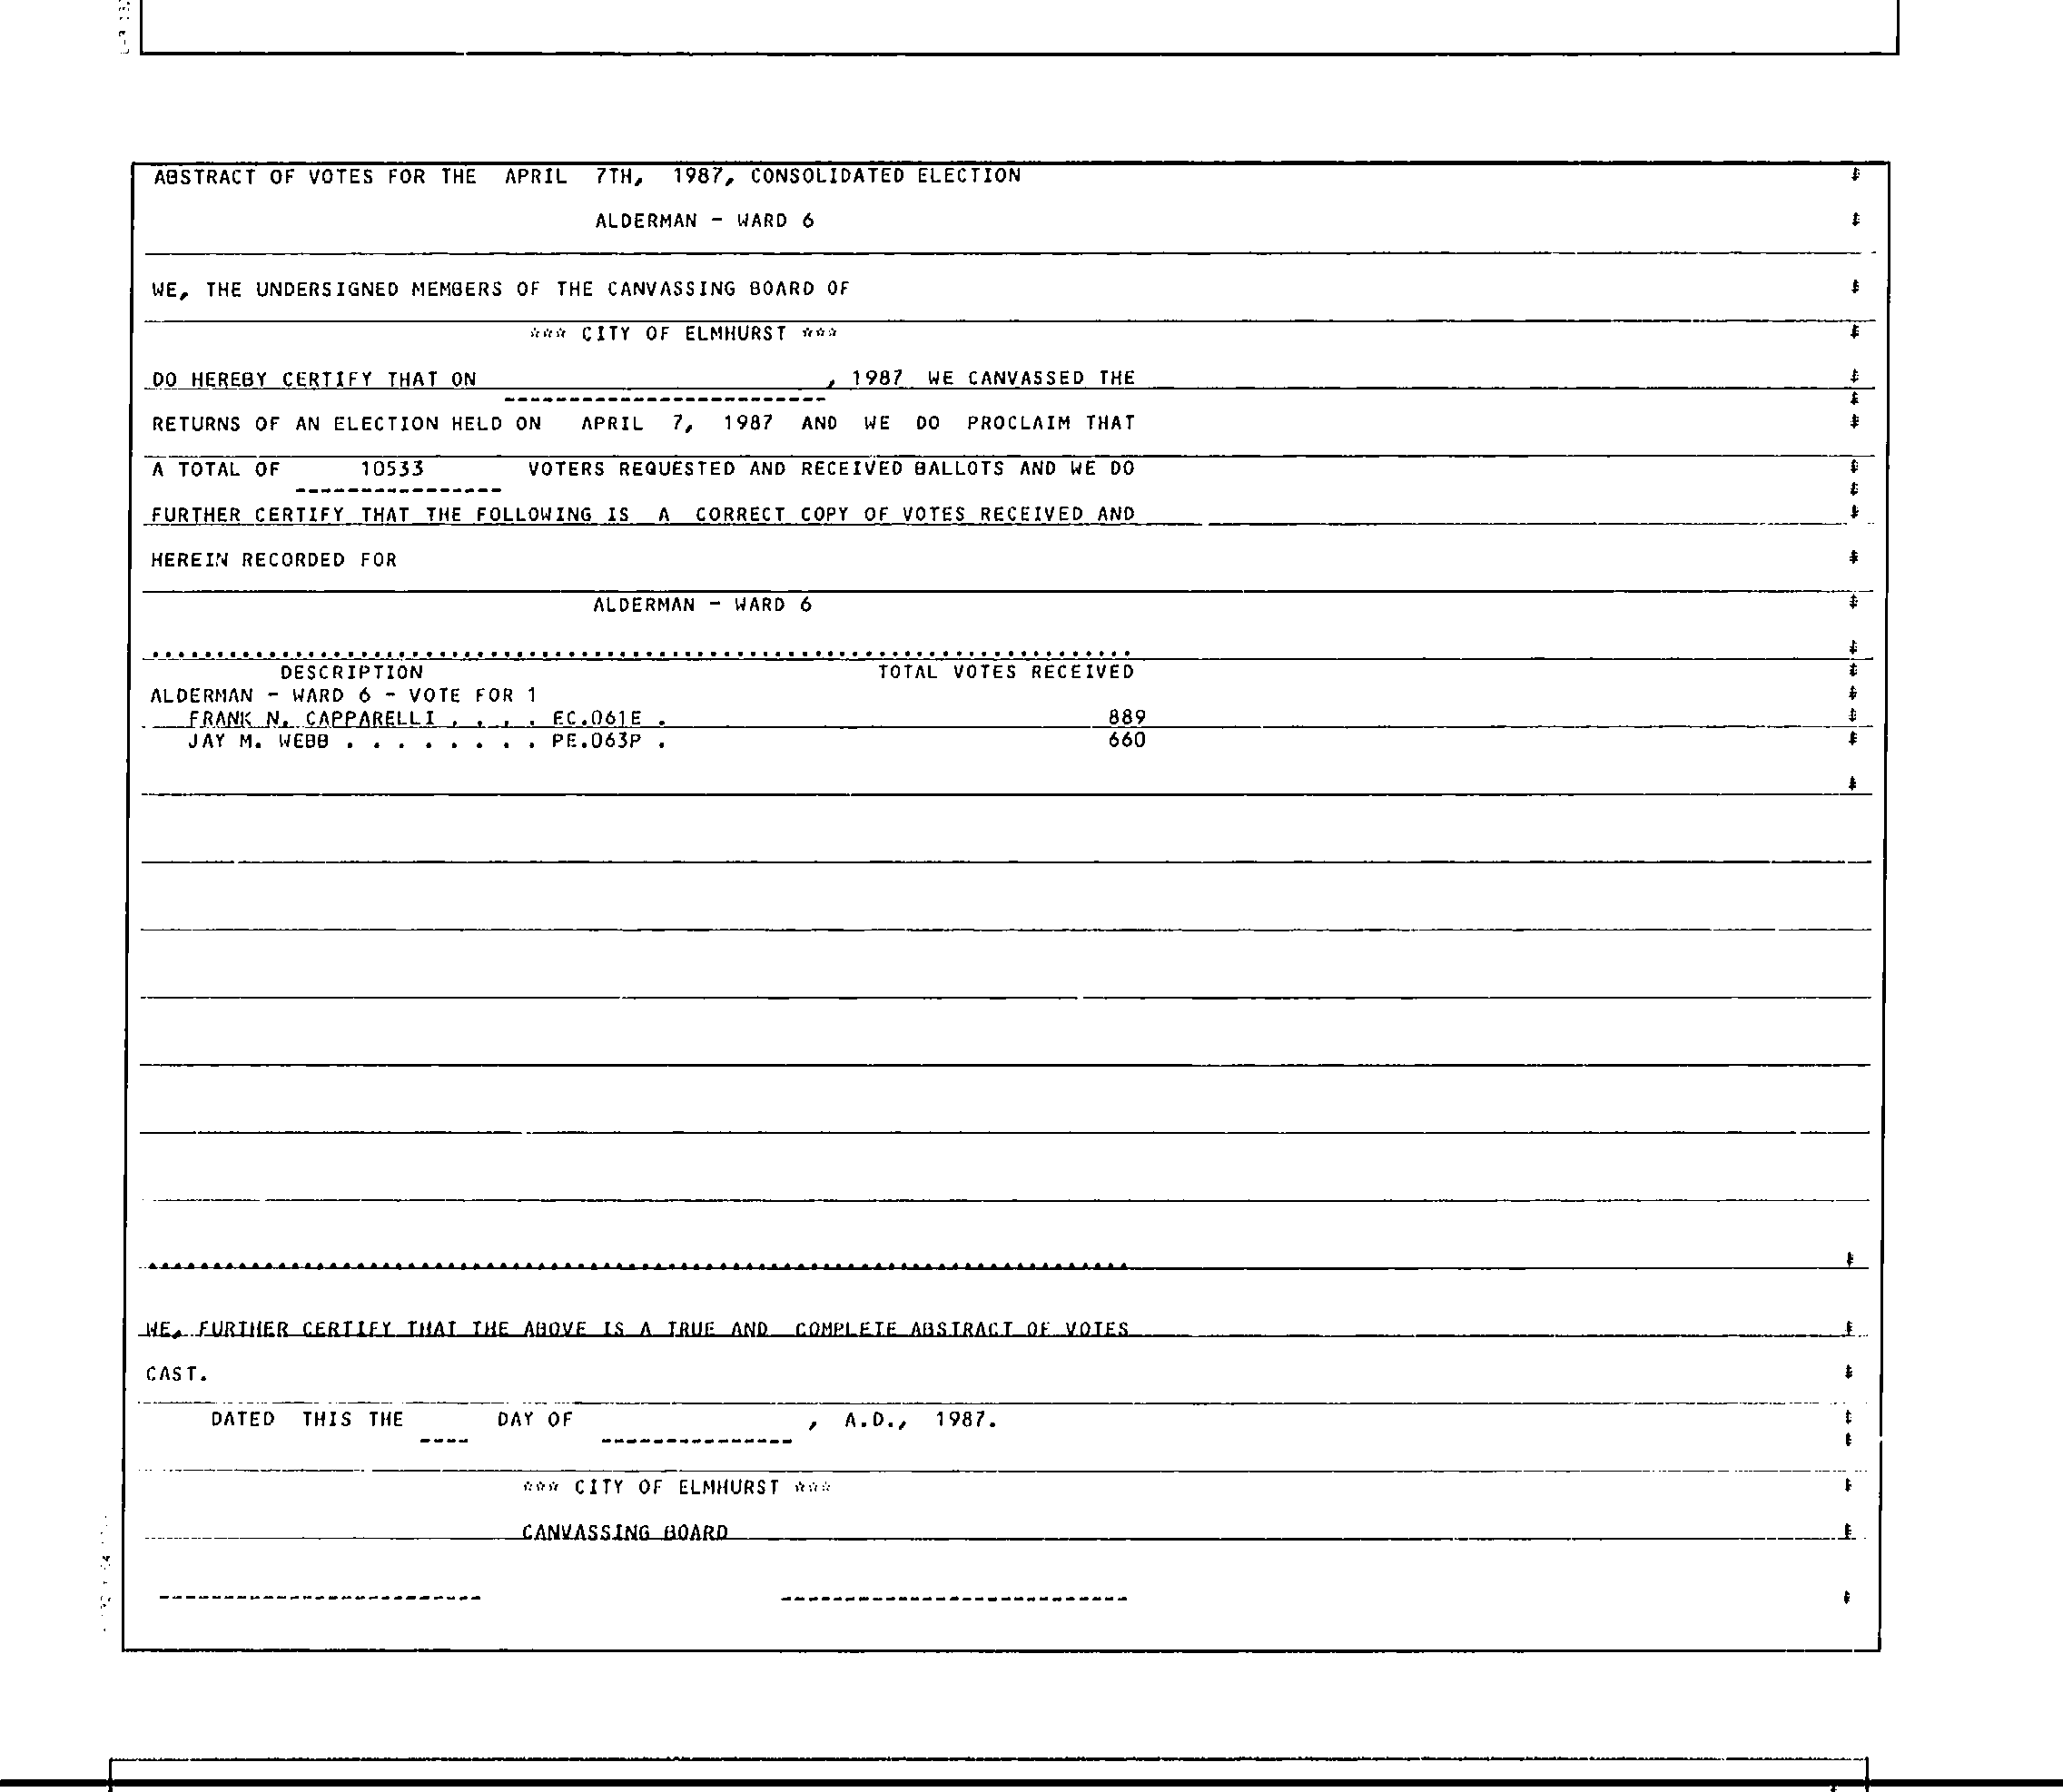 ABSTRACT OF VOTES FOR THE APRIL 7TH, 1987, CONSOLIDATED ELECTION
ALDERMAN - WARD 6
WE, THE UNDERSIGNED MEMBERS OF THE CANVASSING BOARD OF
*** CITY OF ELMHURST ***
DO HEREBY CERTIFY THAT ON , 1987 WE CANVASSED THE
RETURNS OF AN ELECTION HELD ON APRIL 7, 1987 AND WE DO PROCLAIM THAT
A TOTAL OF 10533 VOTERS REQUESTED AND RECEIVED BALLOTS AND WE DO
FURTHER CERTIFY THAT THE FOLLOWING IS A CORRECT COPY OF VOTES RECEIVED AND
HEREIN RECORDED FOR
ALDERMAN - WARD 6
DESCRIPTION TOTAL VOTES RECEIVED
ALDERMAN - WARD 6 - VOTE FOR 1
FRANK N. CAPPARELLI . . . . EC.061E . 889
JAY M. WEBB . . . . . . . . PE.063P . 660
WE, FURTHER CERTIFY THAT THE ABOVE IS A TRUE AND COMPLETE ABSTRACT OF VOTES
CAST.
DATED THIS THE ____ DAY OF _______________ , A.D., 1987.
*** CITY OF ELMHURST ***
CANVASSING BOARD